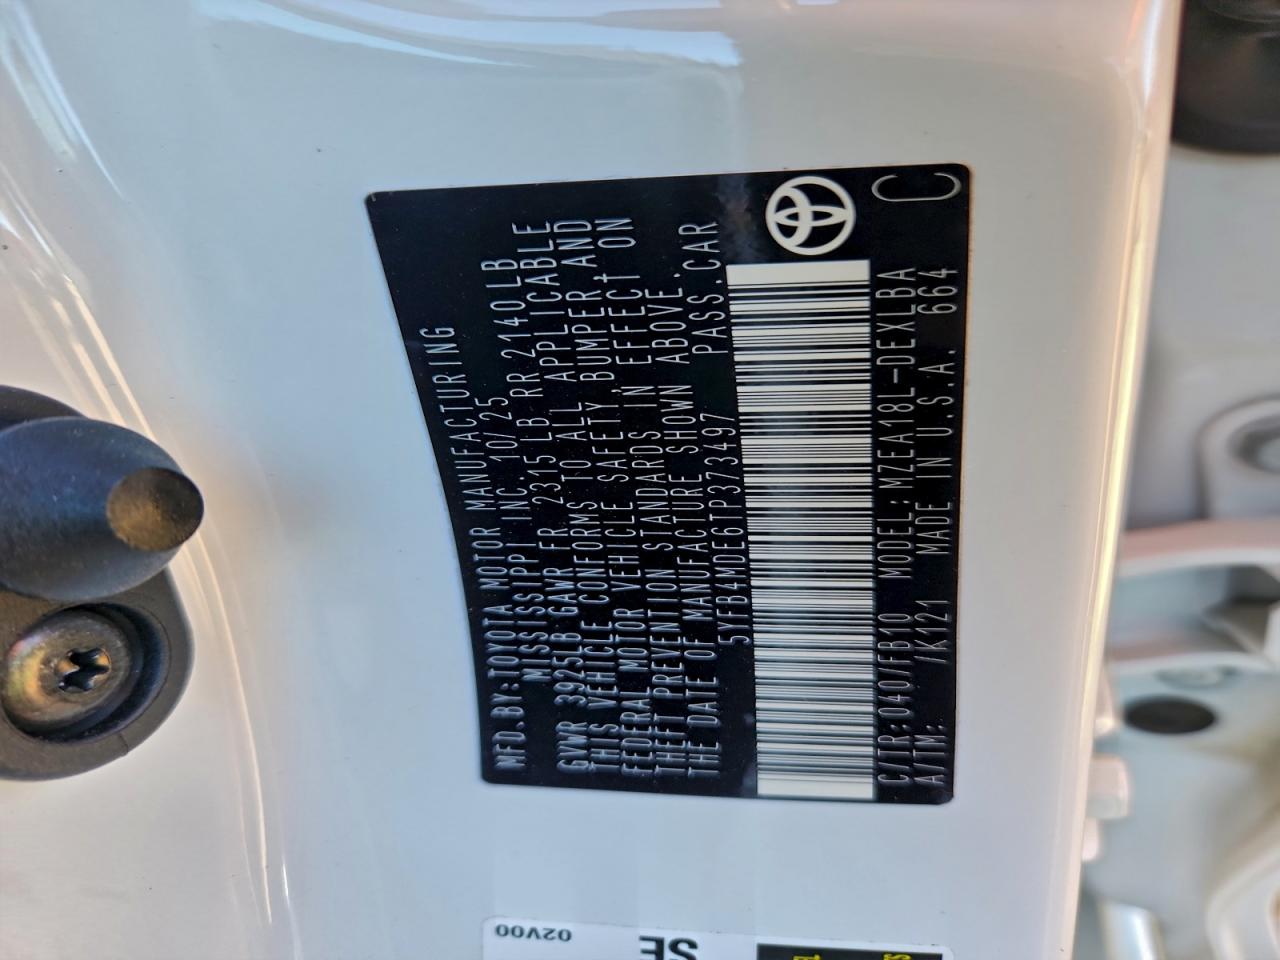 MFD.BY:TOYOTA MOTOR MANUFACTURING
MISSISSIPPI INC. 10/25
GVWR 3925LB GAWR FR 2315 LB RR 2140LB
THIS VEHICLE CONFORMS TO ALL APPLICABLE
FEDERAL MOTOR VEHICLE SAFETY,BUMPER,AND
THEFT PREVENTION STANDARDS IN EFFECT ON
THE DATE OF MANUFACTURE SHOWN ABOVE.
5YFB4MDE6TP373497 PASS.CAR
C/TR:040/FB10 MODEL:MZEA18L-DEXLBA
A/TM: /K121 MADE IN U.S.A. 664
C
02V00
SE